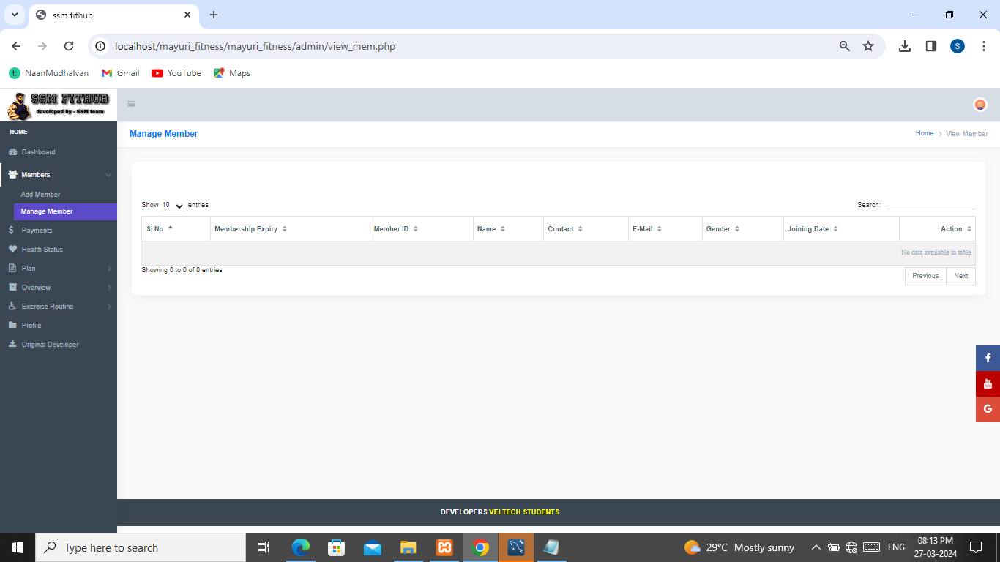 ssm fithub
localhost/mayuri_fitness/mayuri_fitness/admin/view_mem.php
S
t: NaanMudhalvan Gmail YouTube Maps
SSM FITHUB
developed by - SSM team
HOME
Manage Member
Home > View Member
Dashboard
Members
Add Member
Manage Member
Payments
Health Status
Plan
Overview
Exercise Routine
Profile
Original Developer
Show 10 entries
Search:
Sl.No Membership Expiry Member ID Name Contact E-Mail Gender Joining Date Action
No data available in table
Showing 0 to 0 of 0 entries
Previous Next
f
G
DEVELOPERS VELTECH STUDENTS
Type here to search
29°C Mostly sunny
ENG
08:13 PM
27-03-2024